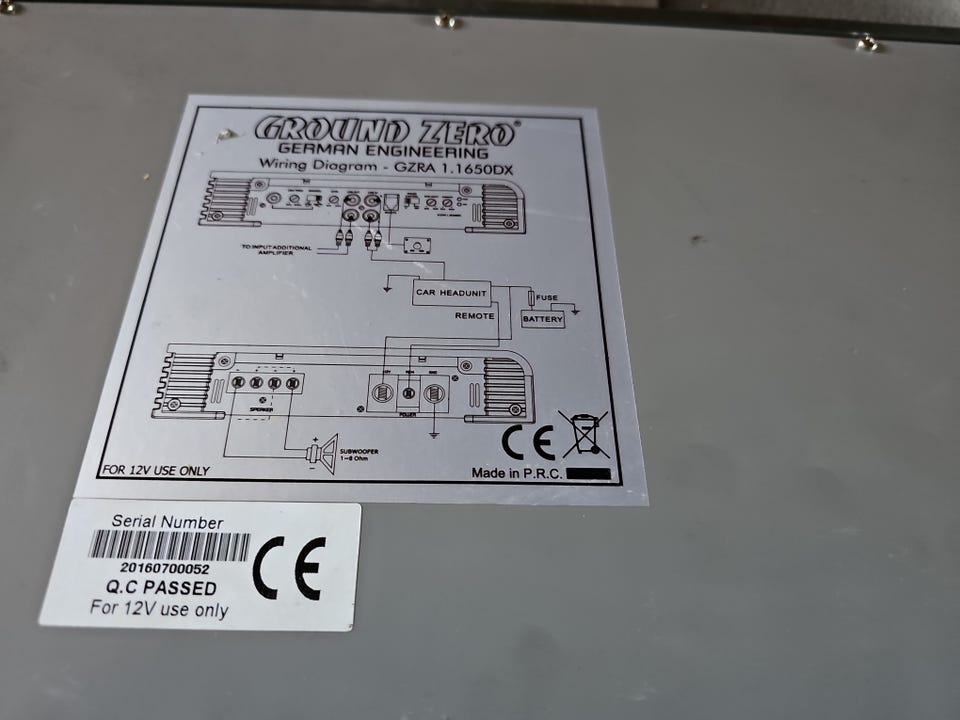 GROUND ZERO®
GERMAN ENGINEERING
Wiring Diagram - GZRA 1.1650DX
TO INPUT ADDITIONAL
AMPLIFIER
CAR HEADUNIT
FUSE
REMOTE
BATTERY
SPEAKER
POWER
+
SUBWOOFER
1~8 Ohm
-
CE
FOR 12V USE ONLY
Made in P.R.C.
Serial Number
20160700052
Q.C PASSED
For 12V use only
CE